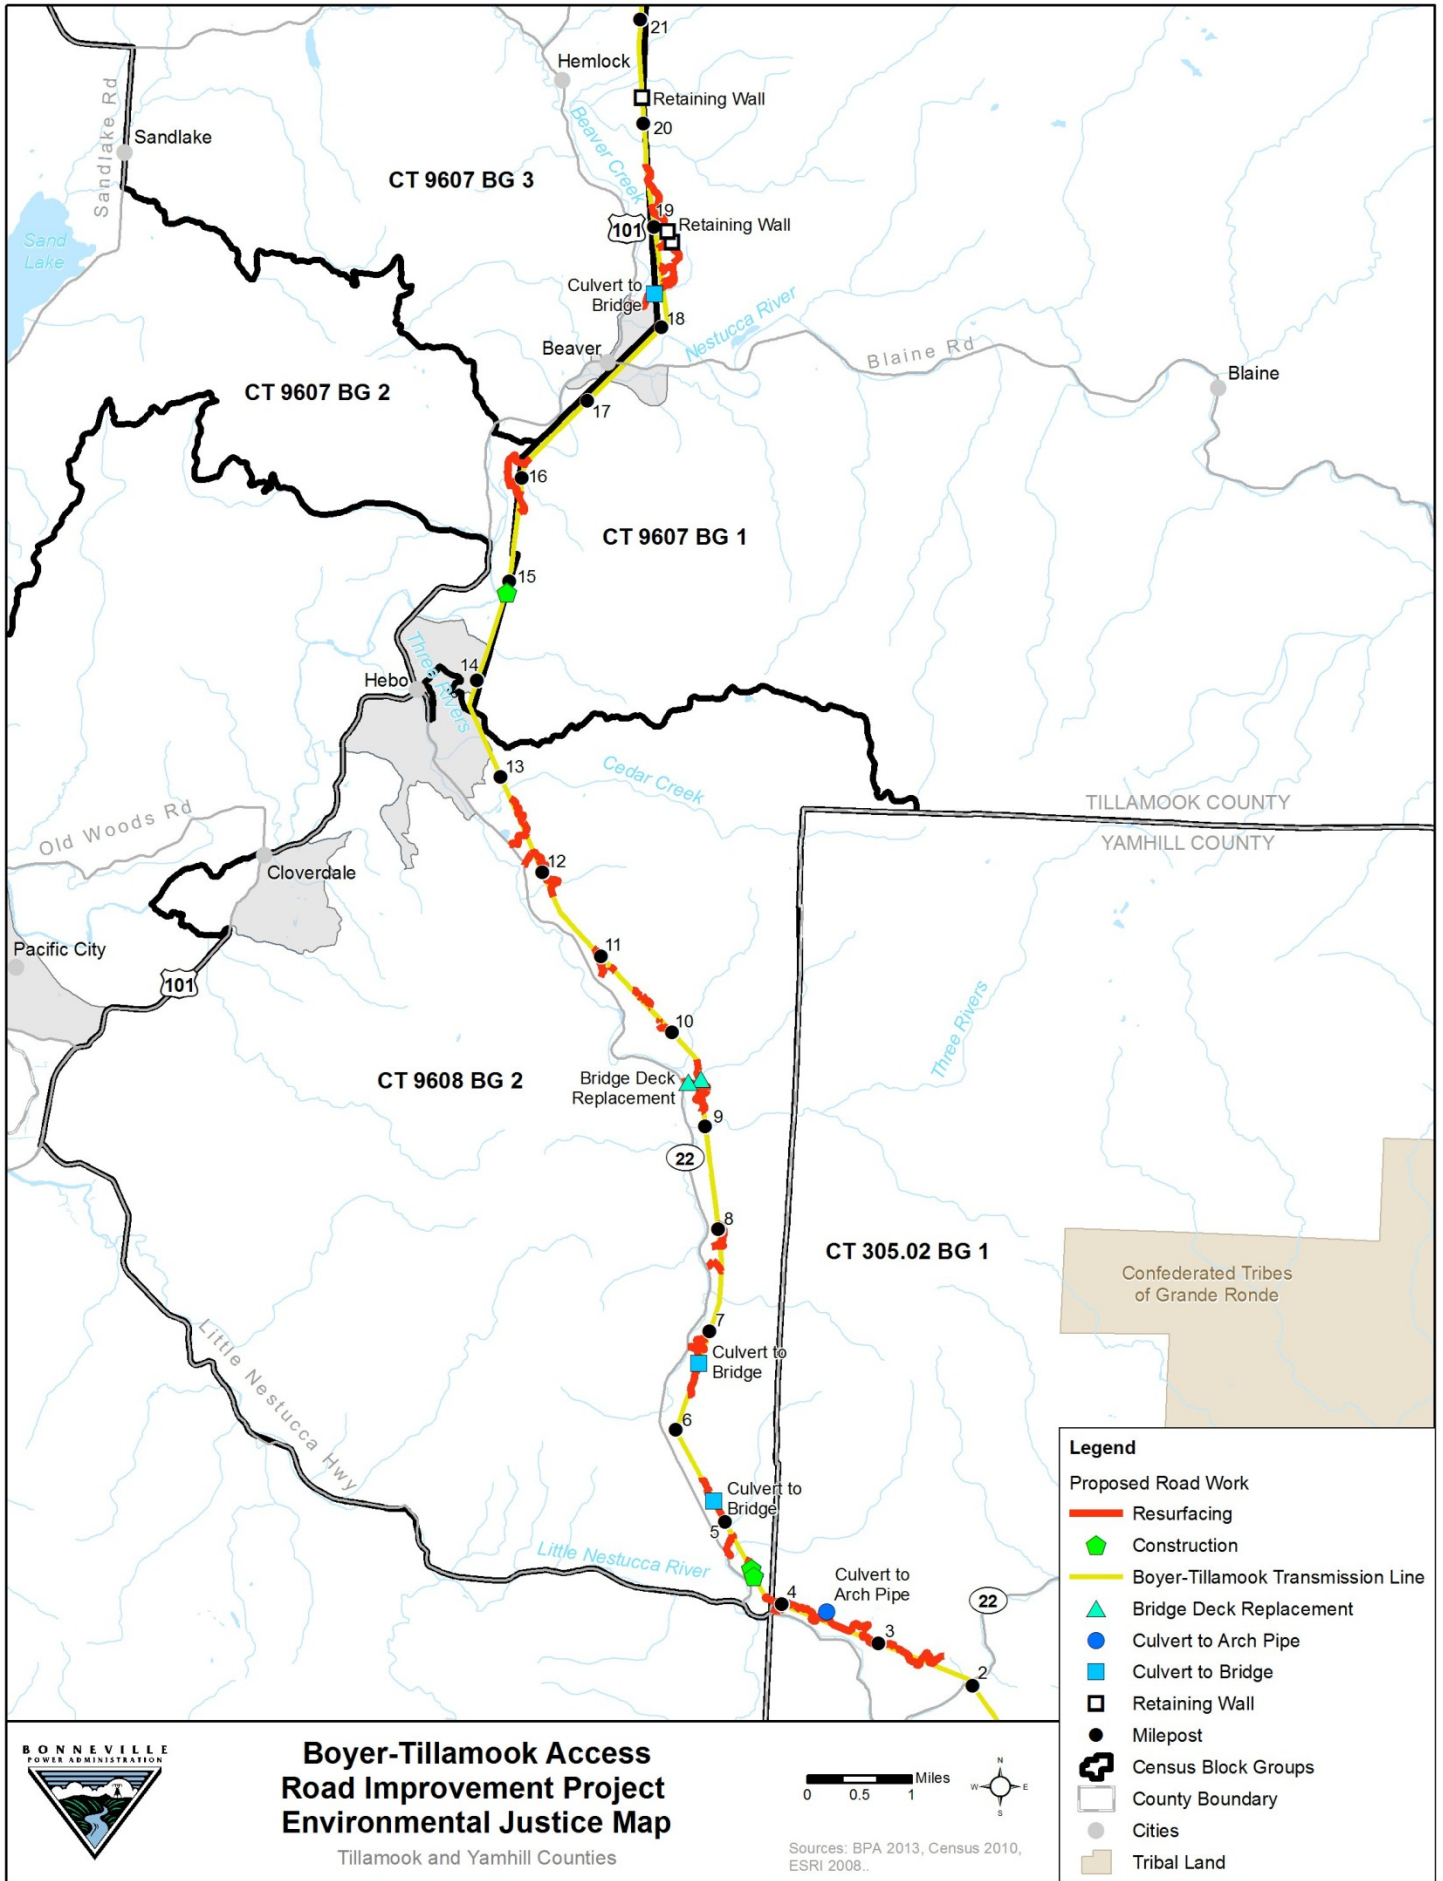 21
Hemlock
Retaining Wall
20
Sandlake Rd
Sandlake
Beaver Creek
CT 9607 BG 3
19
101
Retaining Wall
Sand
Lake
Culvert to
Bridge
18
Nestucca River
Beaver
Blaine Rd
Blaine
CT 9607 BG 2
17
16
CT 9607 BG 1
15
Three Rivers
14
Hebo
13
Cedar Creek
TILLAMOOK COUNTY
YAMHILL COUNTY
Old Woods Rd
12
Cloverdale
11
Pacific City
101
10
Three Rivers
CT 9608 BG 2
Bridge Deck
Replacement
9
22
8
CT 305.02 BG 1
Confederated Tribes
of Grande Ronde
7
Little Nestucca Hwy
Culvert to
Bridge
6
Culvert to
Bridge
5
Little Nestucca River
4
Culvert to
Arch Pipe
22
3
2
Legend
Proposed Road Work
Resurfacing
Construction
Boyer-Tillamook Transmission Line
Bridge Deck Replacement
Culvert to Arch Pipe
Culvert to Bridge
Retaining Wall
Milepost
Census Block Groups
County Boundary
Cities
Tribal Land
BONNEVILLE
POWER ADMINISTRATION
Boyer-Tillamook Access
Road Improvement Project
Environmental Justice Map
Tillamook and Yamhill Counties
Miles
0 0.5 1
N
W E
S
Sources: BPA 2013, Census 2010,
ESRI 2008..